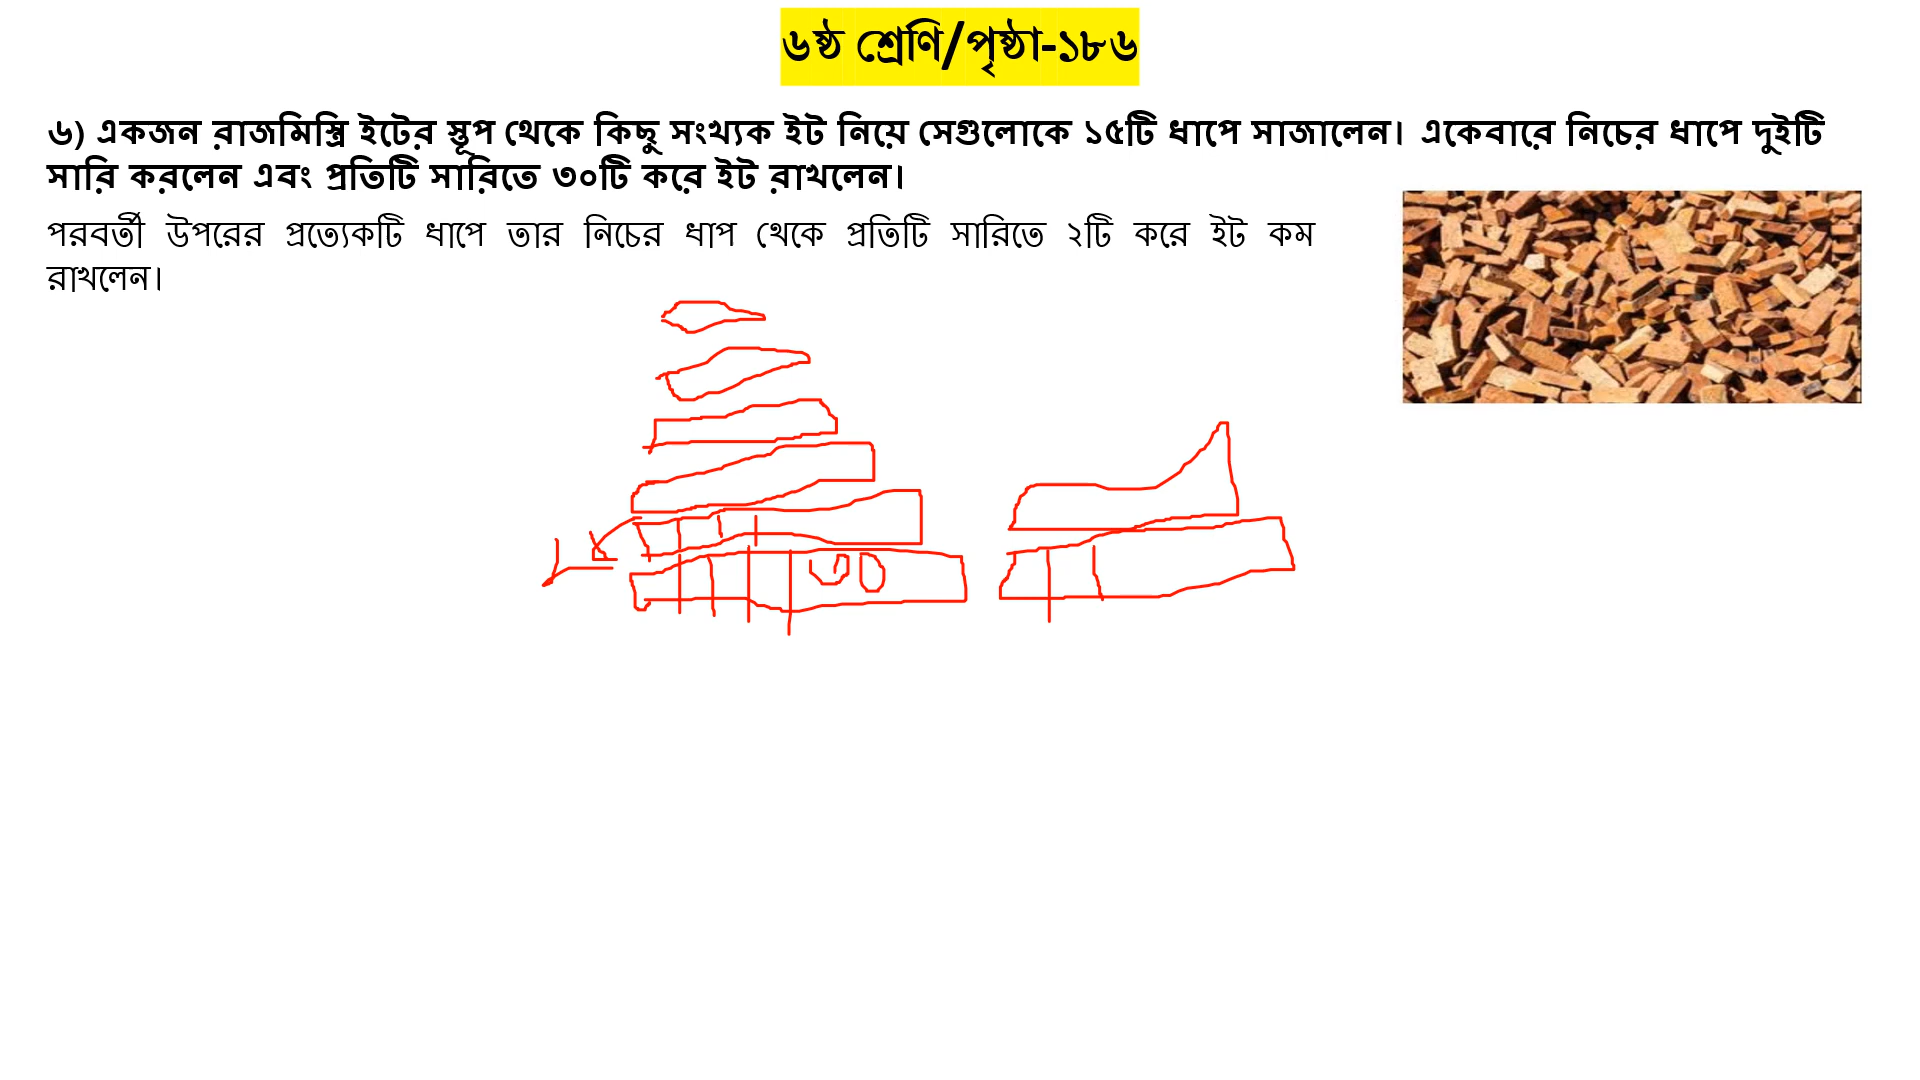 ৬ষ্ঠ শ্রেণি/পৃষ্ঠা-১৮৬
৬) একজন রাজমিস্ত্রি ইটের স্তূপ থেকে কিছু সংখ্যক ইট নিয়ে সেগুলোকে ১৫টি ধাপে সাজালেন। একেবারে নিচের ধাপে দুইটি
সারি করলেন এবং প্রতিটি সারিতে ৩০টি করে ইট রাখলেন।
পরবর্তী উপরের প্রত্যেকটি ধাপে তার নিচের ধাপ থেকে প্রতিটি সারিতে ২টি করে ইট কম
রাখলেন।
৩০